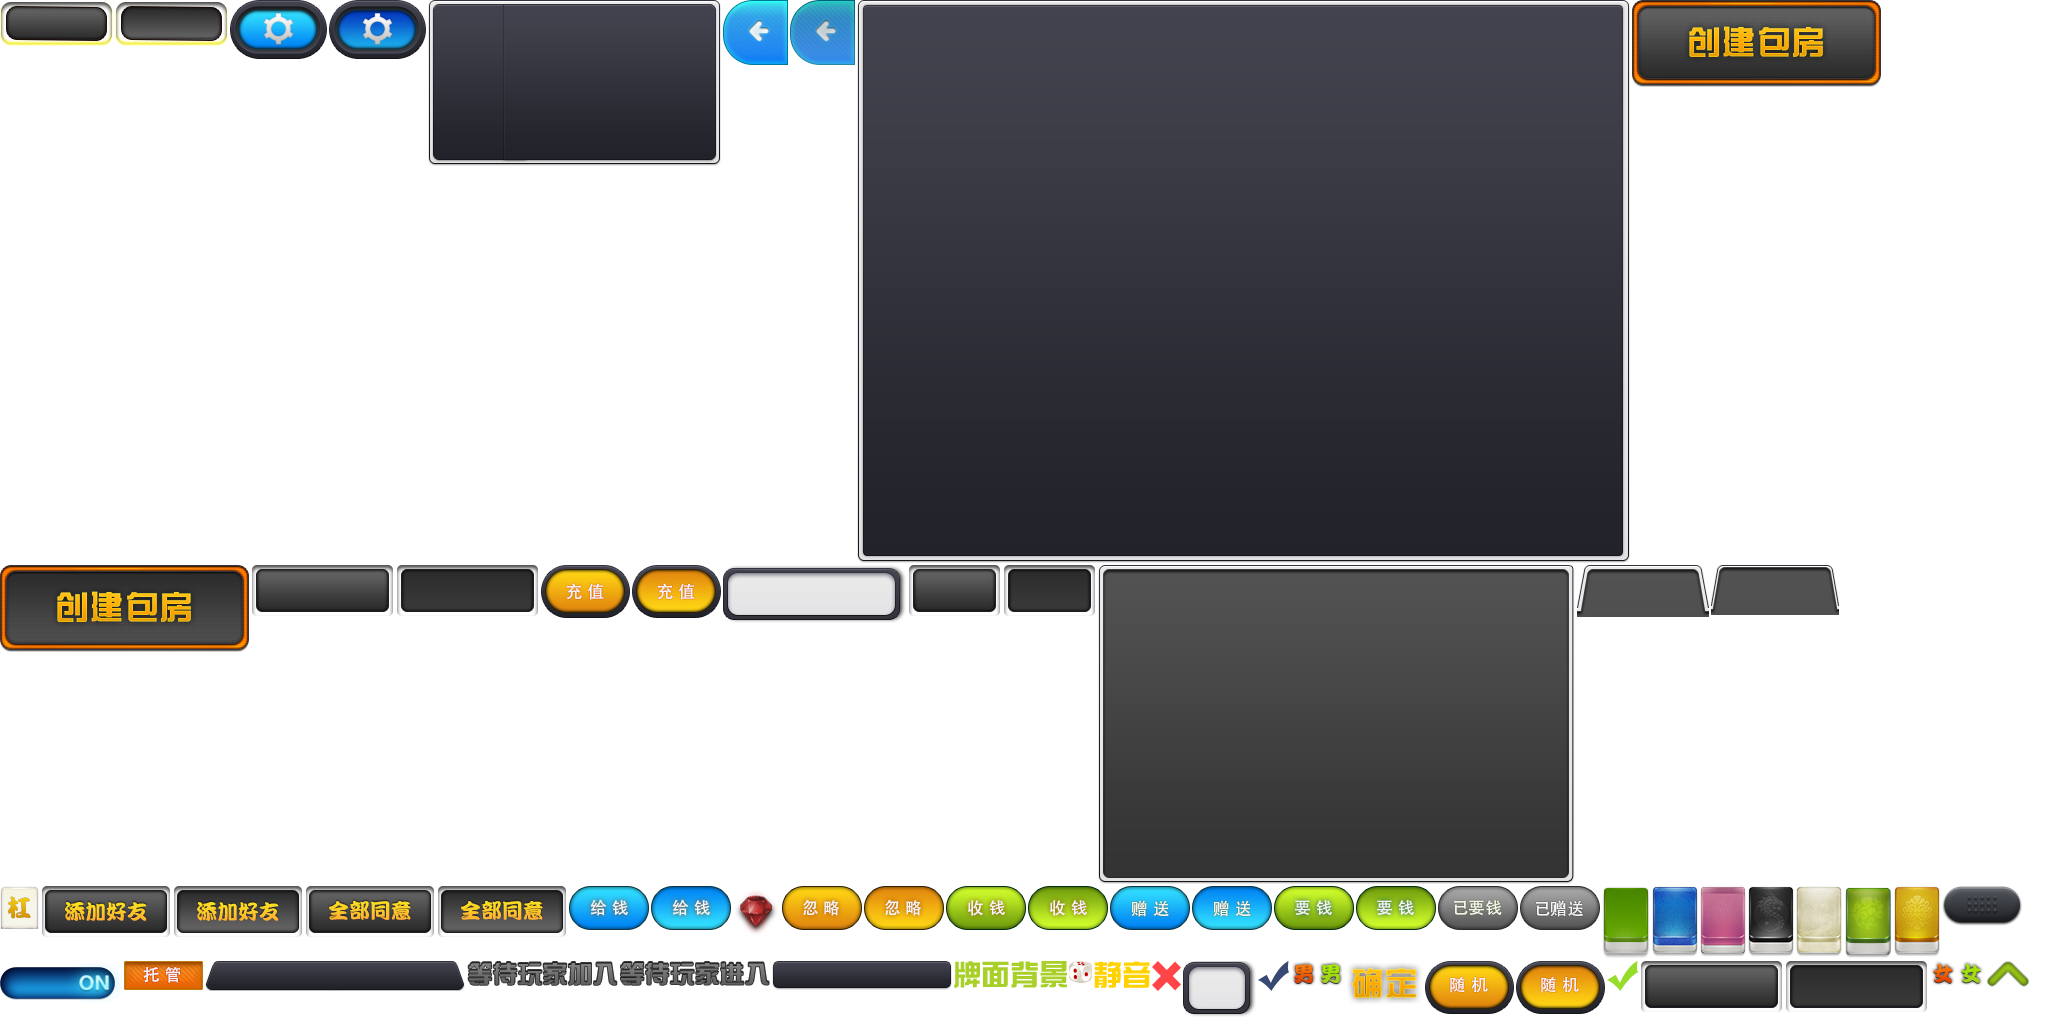 创建包房
创建包房
充值
充值
杠
添加好友
添加好友
全部同意
全部同意
给钱
给钱
忽略
忽略
收钱
收钱
赠送
赠送
要钱
要钱
已要钱
已赠送
ON
托管
等待玩家加入
等待玩家进入
牌面背景
静音
男
男
确定
随机
随机
女
女